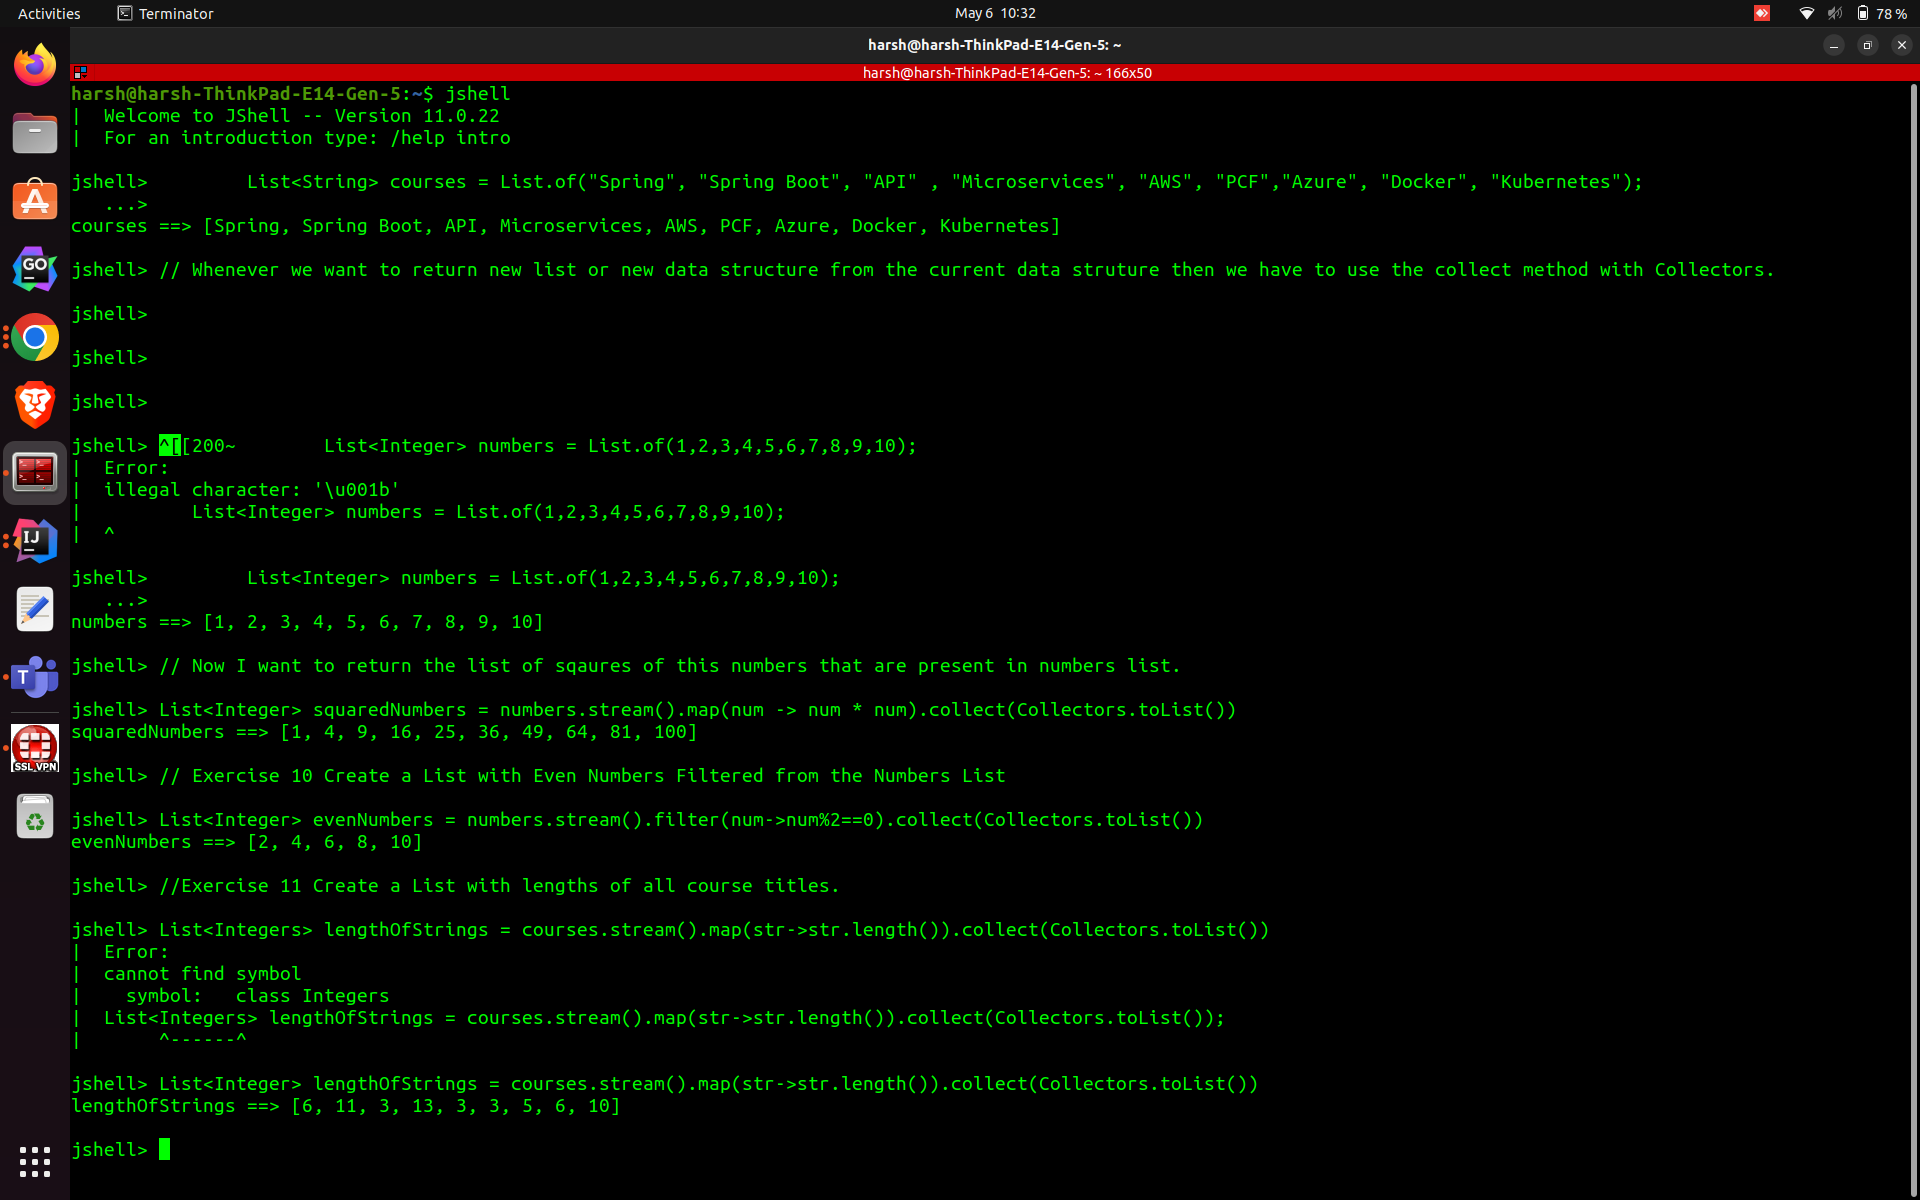 Activities Terminator May 6 10:32 78 %
harsh@harsh-ThinkPad-E14-Gen-5: ~
harsh@harsh-ThinkPad-E14-Gen-5: ~ 166x50
harsh@harsh-ThinkPad-E14-Gen-5:~$ jshell
|  Welcome to JShell -- Version 11.0.22
|  For an introduction type: /help intro
jshell>         List<String> courses = List.of("Spring", "Spring Boot", "API" , "Microservices", "AWS", "PCF","Azure", "Docker", "Kubernetes");
   ...>
courses ==> [Spring, Spring Boot, API, Microservices, AWS, PCF, Azure, Docker, Kubernetes]
jshell> // Whenever we want to return new list or new data structure from the current data struture then we have to use the collect method with Collectors.
jshell>
jshell>
jshell>
jshell> ^[[200~        List<Integer> numbers = List.of(1,2,3,4,5,6,7,8,9,10);
|  Error:
|  illegal character: '\u001b'
|          List<Integer> numbers = List.of(1,2,3,4,5,6,7,8,9,10);
|  ^
jshell>         List<Integer> numbers = List.of(1,2,3,4,5,6,7,8,9,10);
   ...>
numbers ==> [1, 2, 3, 4, 5, 6, 7, 8, 9, 10]
jshell> // Now I want to return the list of sqaures of this numbers that are present in numbers list.
jshell> List<Integer> squaredNumbers = numbers.stream().map(num -> num * num).collect(Collectors.toList())
squaredNumbers ==> [1, 4, 9, 16, 25, 36, 49, 64, 81, 100]
jshell> // Exercise 10 Create a List with Even Numbers Filtered from the Numbers List
jshell> List<Integer> evenNumbers = numbers.stream().filter(num->num%2==0).collect(Collectors.toList())
evenNumbers ==> [2, 4, 6, 8, 10]
jshell> //Exercise 11 Create a List with lengths of all course titles.
jshell> List<Integers> lengthOfStrings = courses.stream().map(str->str.length()).collect(Collectors.toList())
|  Error:
|  cannot find symbol
|    symbol:   class Integers
|  List<Integers> lengthOfStrings = courses.stream().map(str->str.length()).collect(Collectors.toList());
|       ^------^
jshell> List<Integer> lengthOfStrings = courses.stream().map(str->str.length()).collect(Collectors.toList())
lengthOfStrings ==> [6, 11, 3, 13, 3, 3, 5, 6, 10]
jshell>
GO
IJ
T
SSL VPN